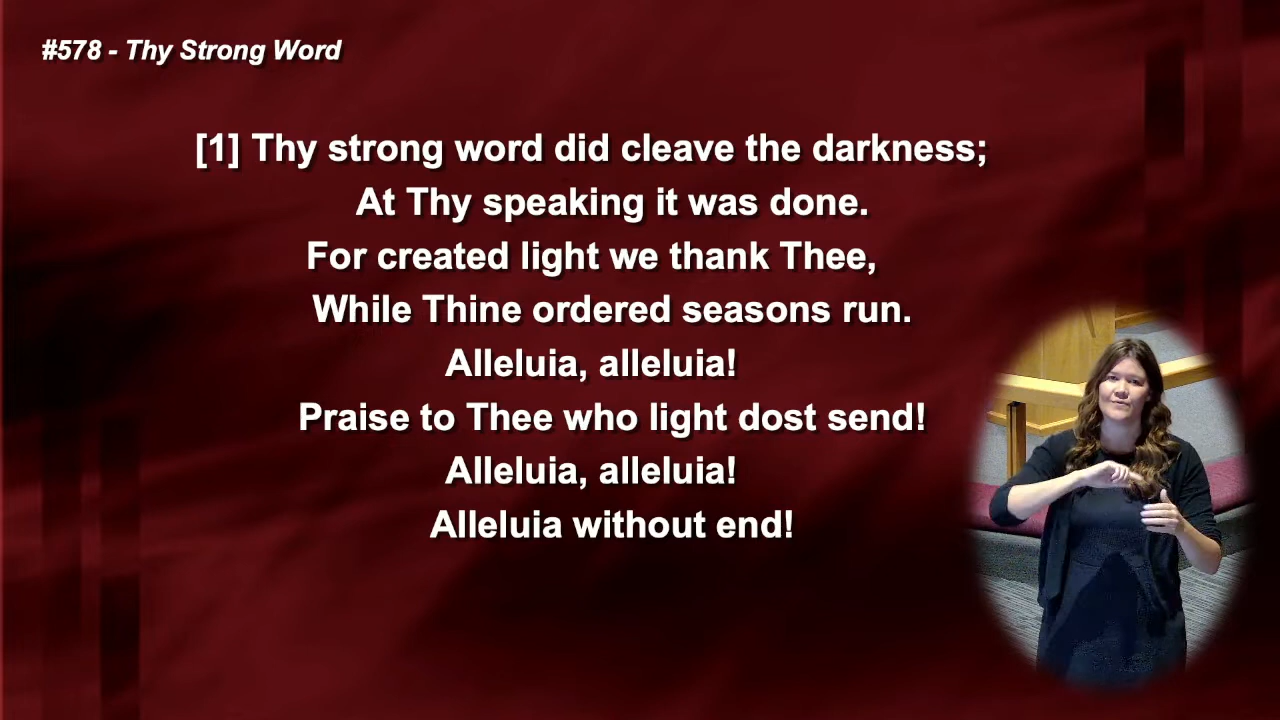 #578 - Thy Strong Word
[1] Thy strong word did cleave the darkness;
At Thy speaking it was done.
For created light we thank Thee,
While Thine ordered seasons run.
Alleluia, alleluia!
Praise to Thee who light dost send!
Alleluia, alleluia!
Alleluia without end!